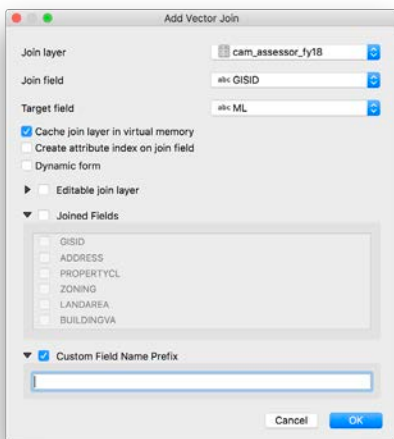 Add Vector Join
Join layer cam_assessor_fy18
Join field abc GISID
Target field abc ML
Cache join layer in virtual memory
Create attribute index on join field
Dynamic form
Editable join layer
Joined Fields
GISID
ADDRESS
PROPERTYCL
ZONING
LANDAREA
BUILDINGVA
Custom Field Name Prefix
Cancel OK